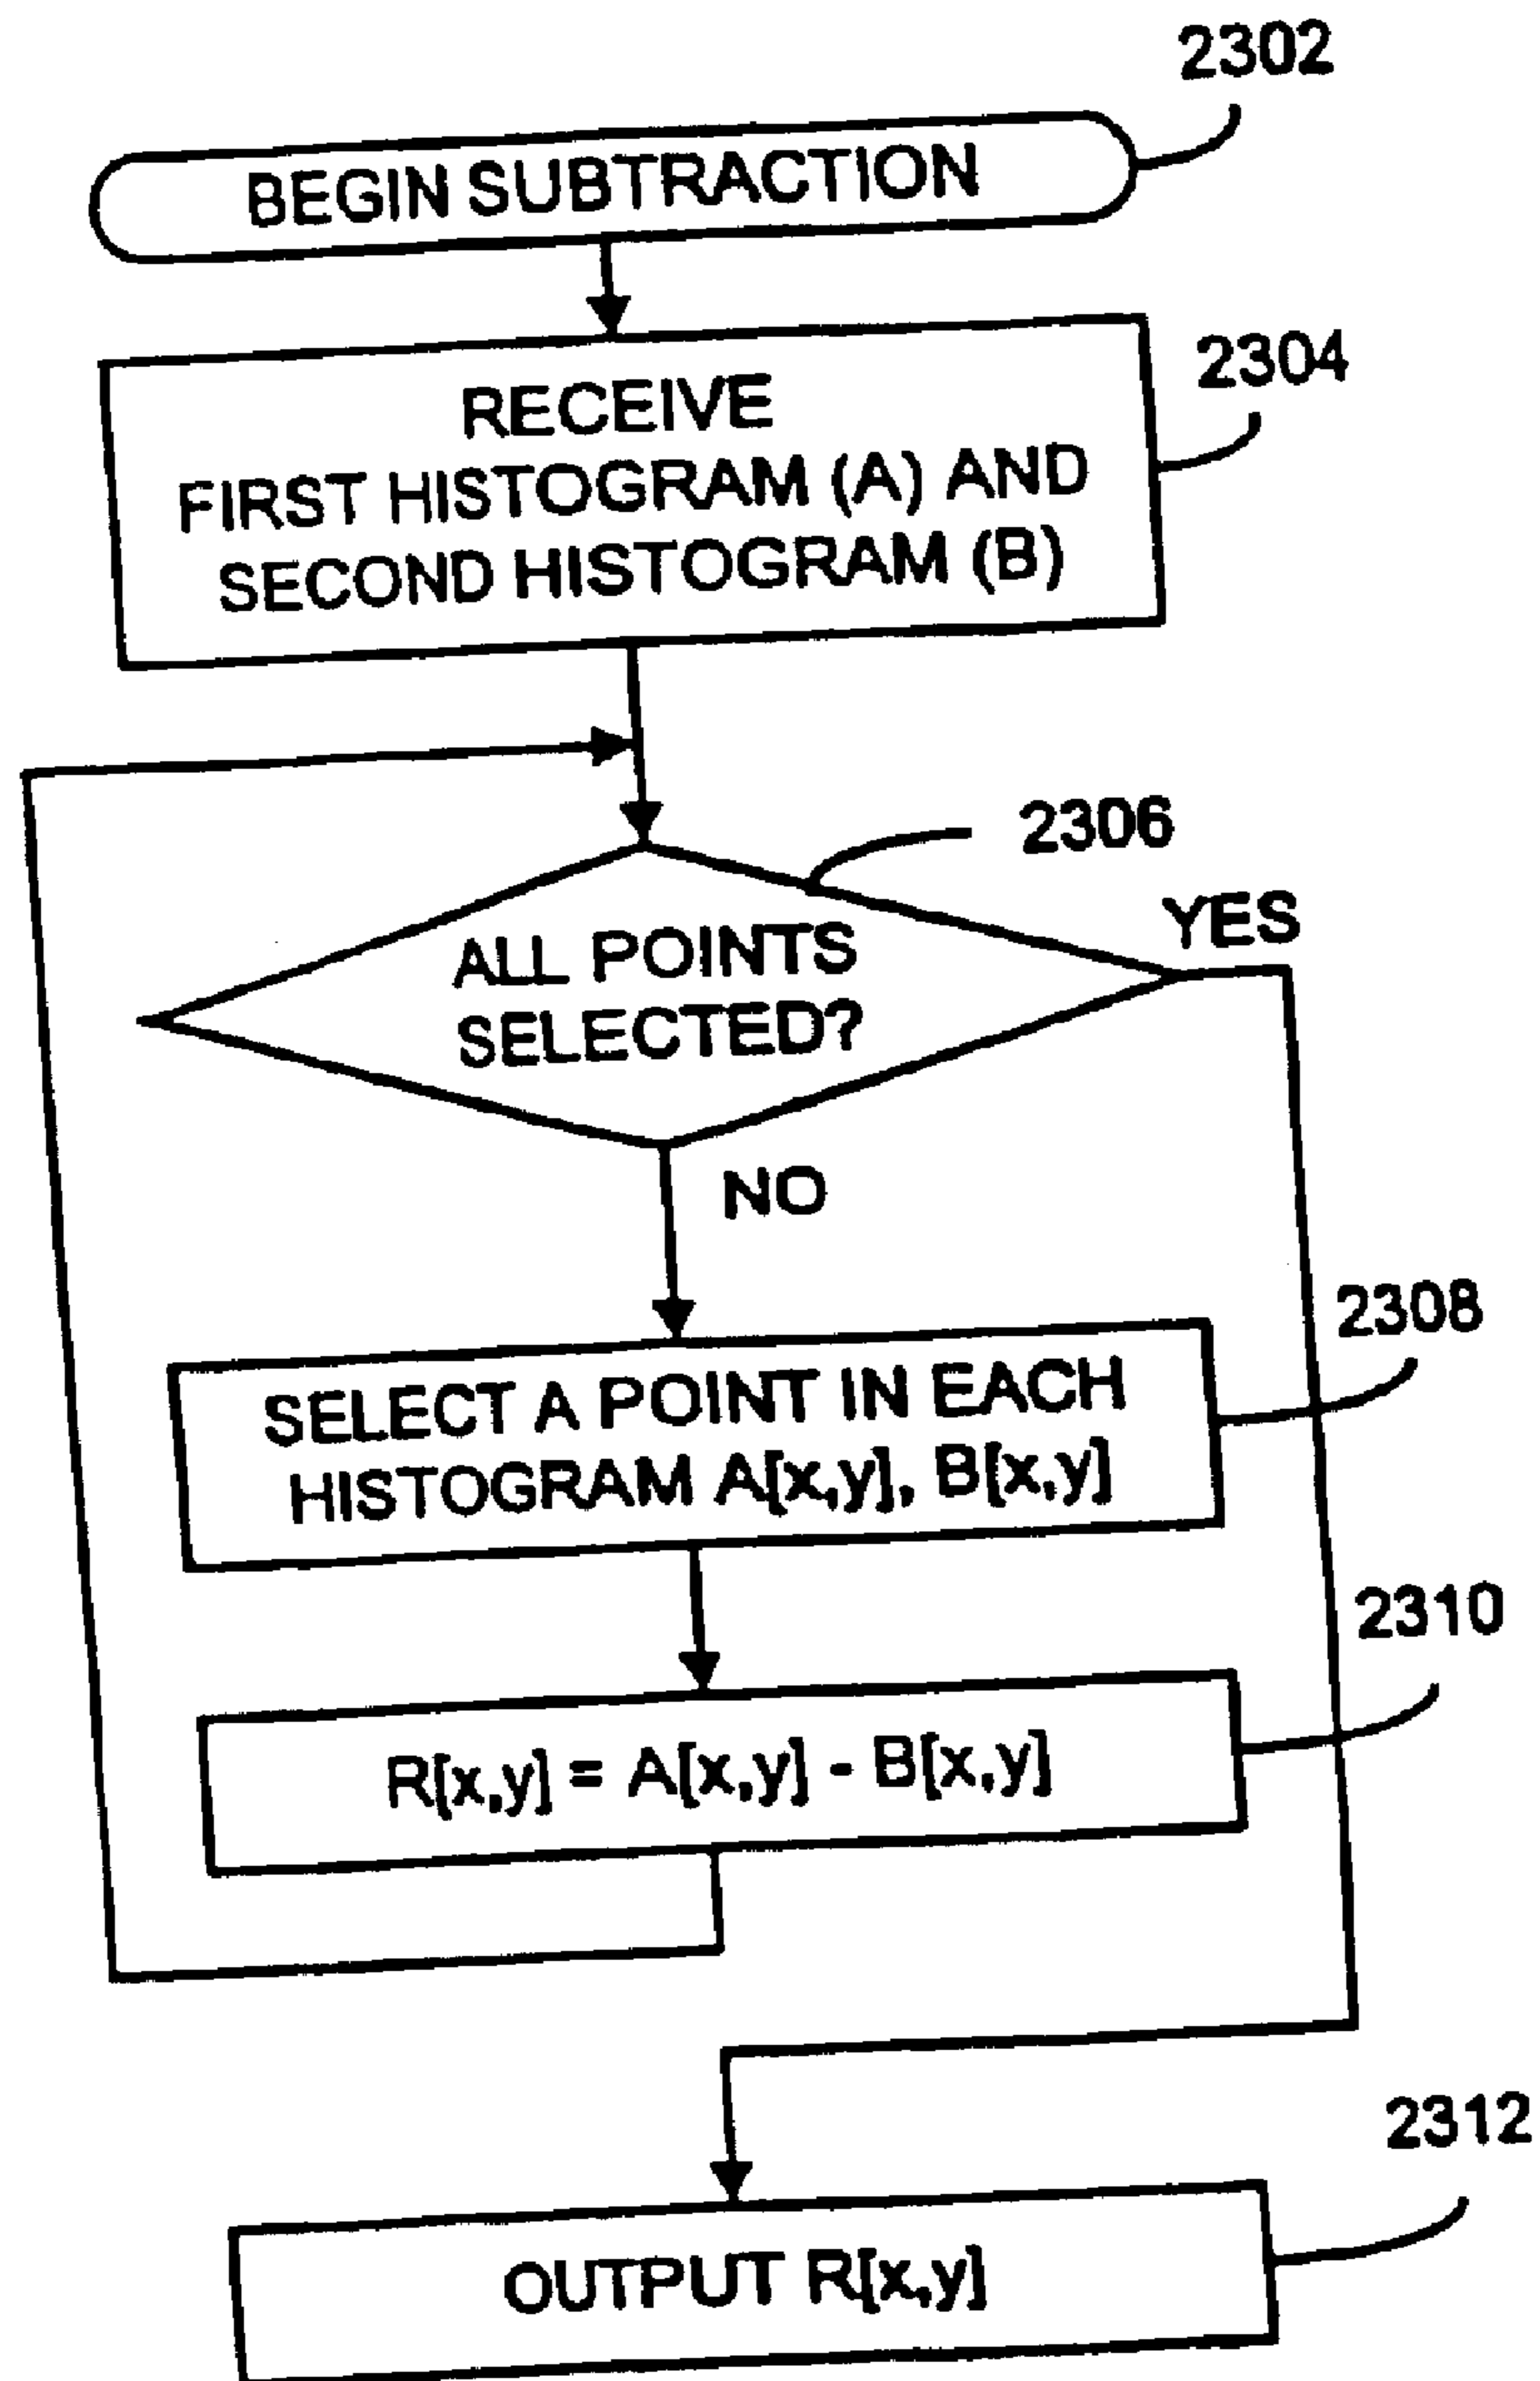 2302
BEGIN SUBTRACTION
2304
RECEIVE
FIRST HISTOGRAM (A) AND
SECOND HISTOGRAM (B)
2306
YES
ALL POINTS
SELECTED?
NO
2308
SELECT A POINT IN EACH
HISTOGRAM A[x,y], B[x,y]
2310
R[x,y] = A[x,y] - B[x,y]
2312
OUTPUT R[x,y]